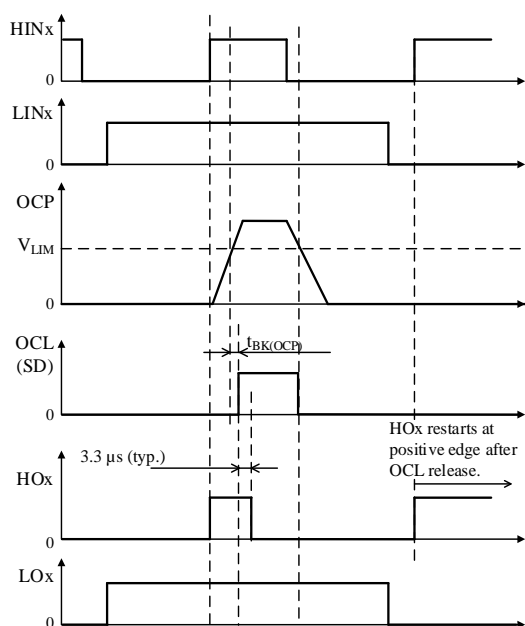 HINx
0
LINx
0
OCP
VLIM
0
OCL
(SD)
tBK(OCP)
0
HOx restarts at
positive edge after
OCL release.
3.3 µs (typ.)
HOx
0
LOx
0